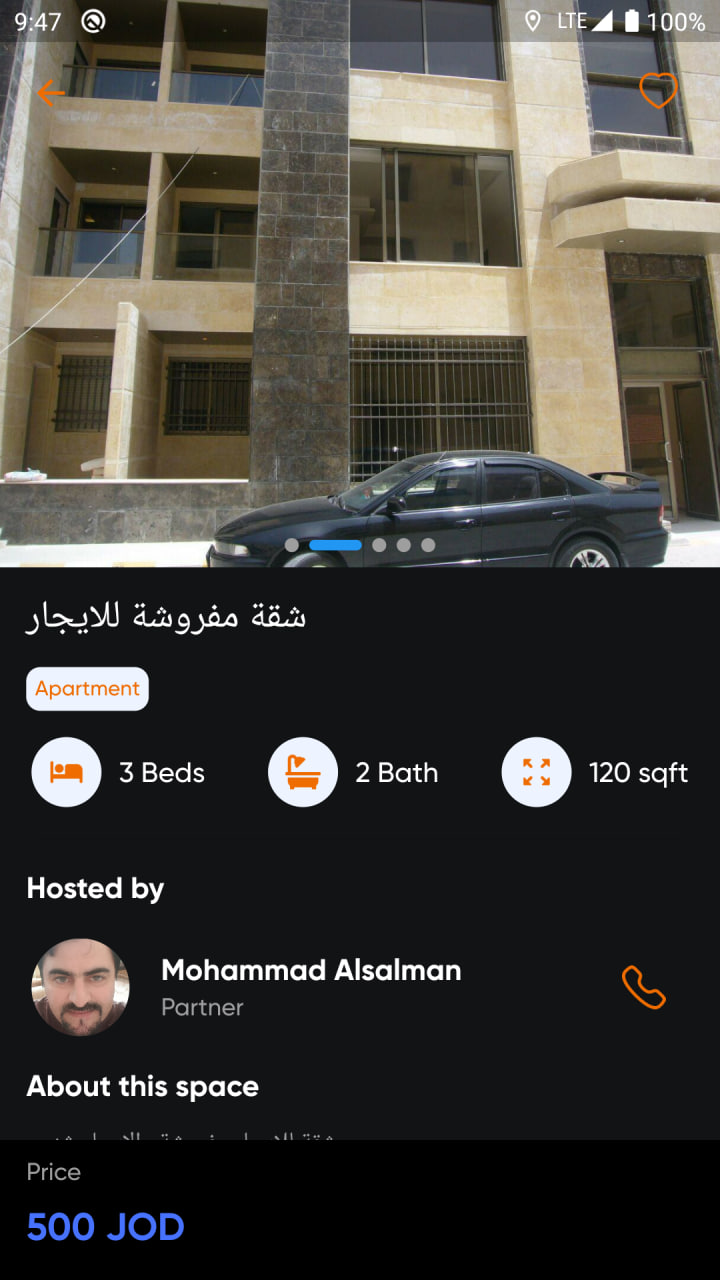 9:47 LTE 100%
شقة مفروشة للايجار
Apartment
3 Beds 2 Bath 120 sqft
Hosted by
Mohammad Alsalman
Partner
About this space
Price
500 JOD